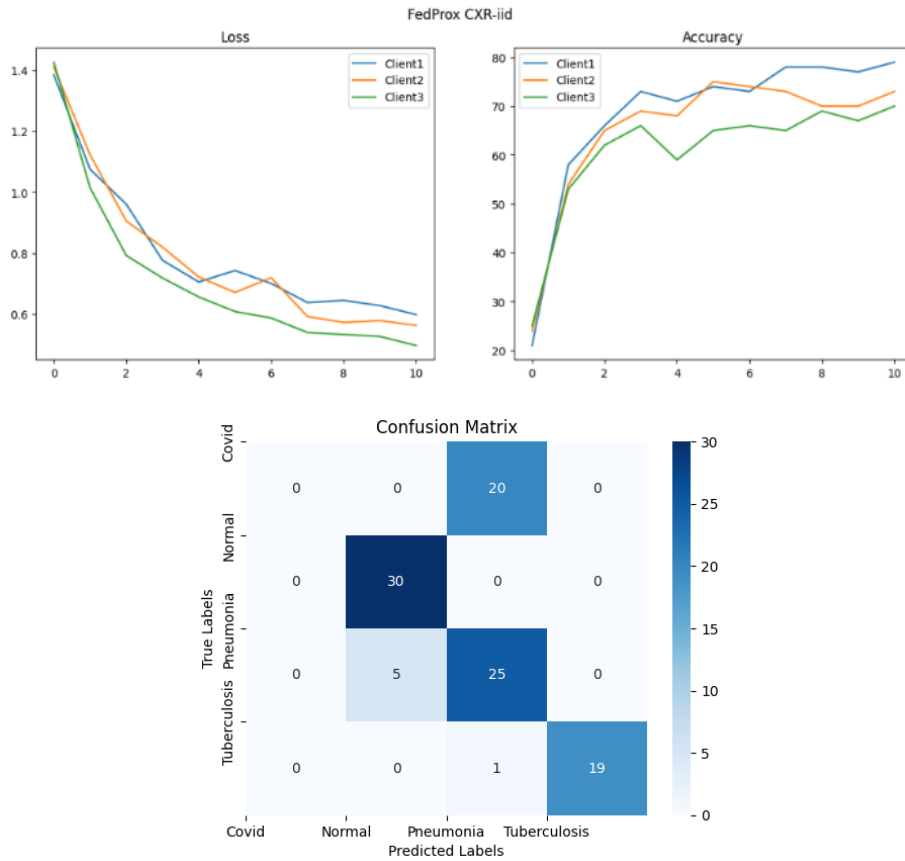 FedProx CXR-iid
Loss
Client1
Client2
Client3
1.4
1.2
1.0
0.8
0.6
0 2 4 6 8 10
Accuracy
Client1
Client2
Client3
80
70
60
50
40
30
20
0 2 4 6 8 10
Confusion Matrix
True Labels
Covid
Normal
Pneumonia
Tuberculosis
0 0 20 0
0 30 0 0
0 5 25 0
0 0 1 19
Covid Normal Pneumonia Tuberculosis
Predicted Labels
30
25
20
15
10
5
0